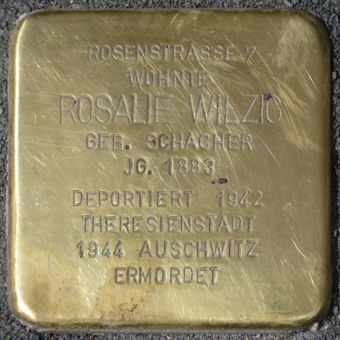 ROSENSTRASSE 7
WOHNTE
ROSALIE WILZIG
GEB. SCHACHER
JG. 1883
DEPORTIERT 1942
THERESIENSTADT
1944 AUSCHWITZ
ERMORDET